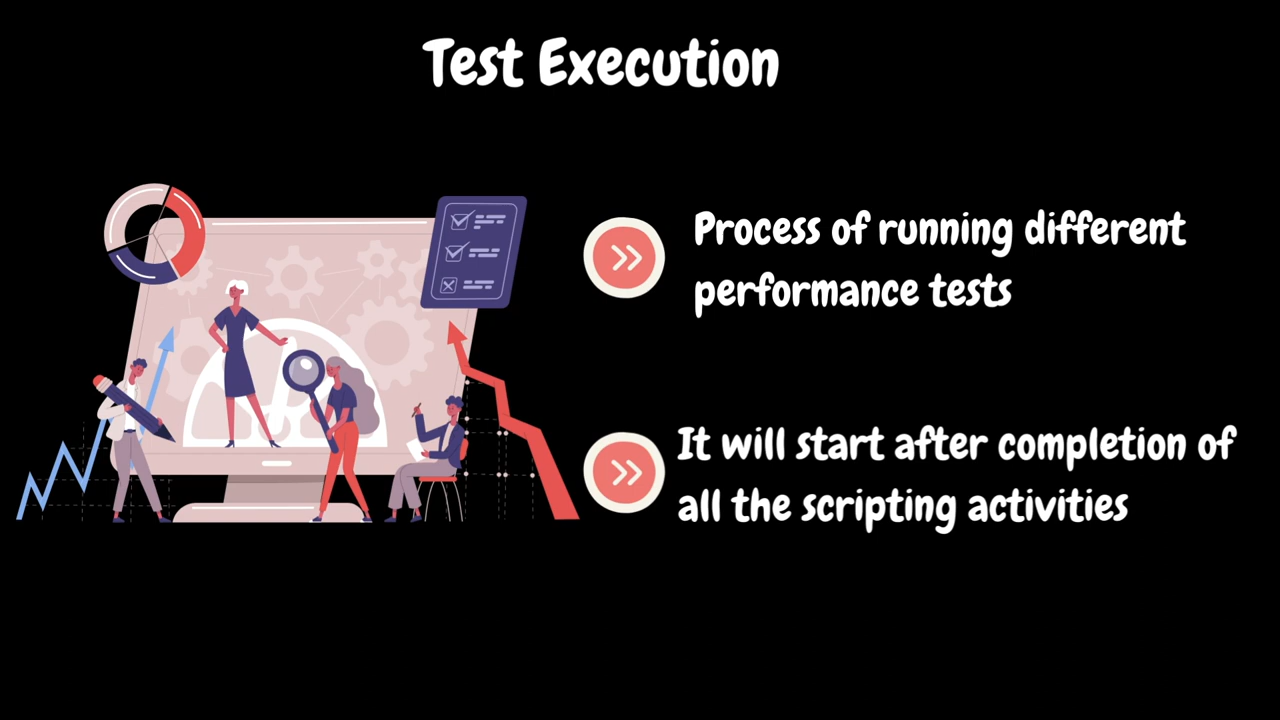 Test Execution
Process of running different
performance tests
It will start after completion of
all the scripting activities